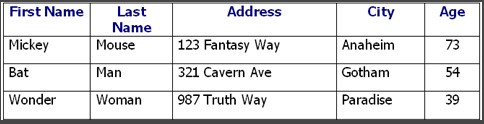 First Name Last Name Address City Age
Mickey Mouse 123 Fantasy Way Anaheim 73
Bat Man 321 Cavern Ave Gotham 54
Wonder Woman 987 Truth Way Paradise 39